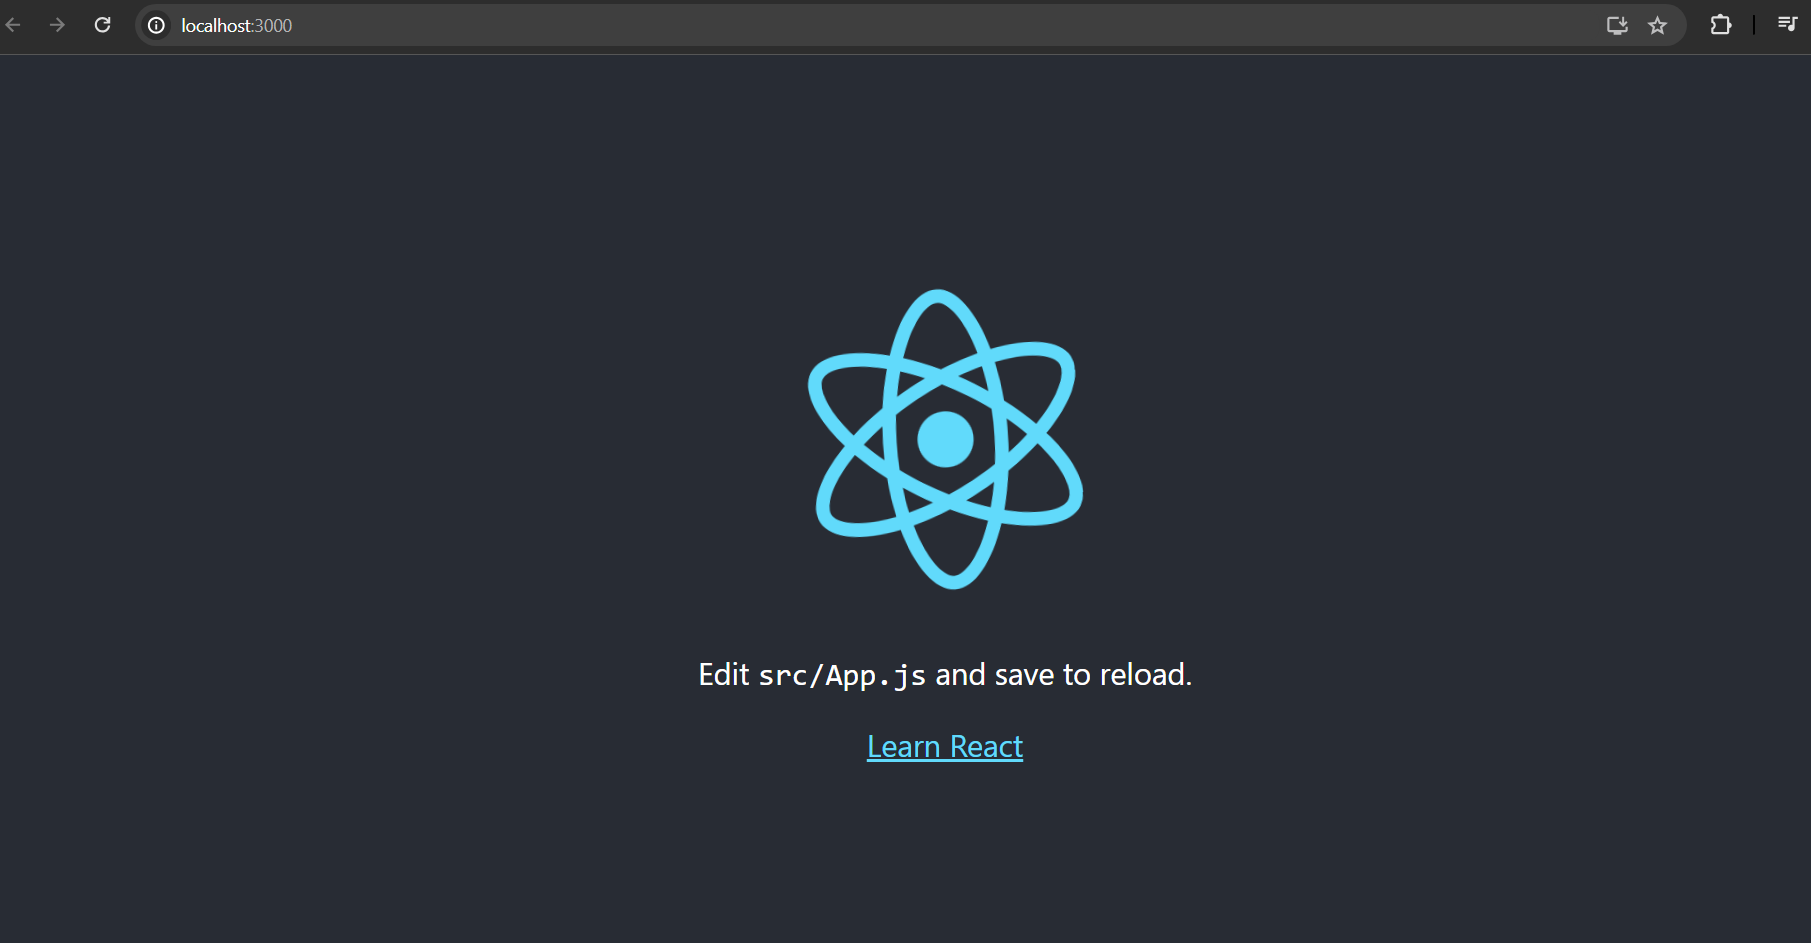 localhost:3000
Edit src/App.js and save to reload.
Learn React